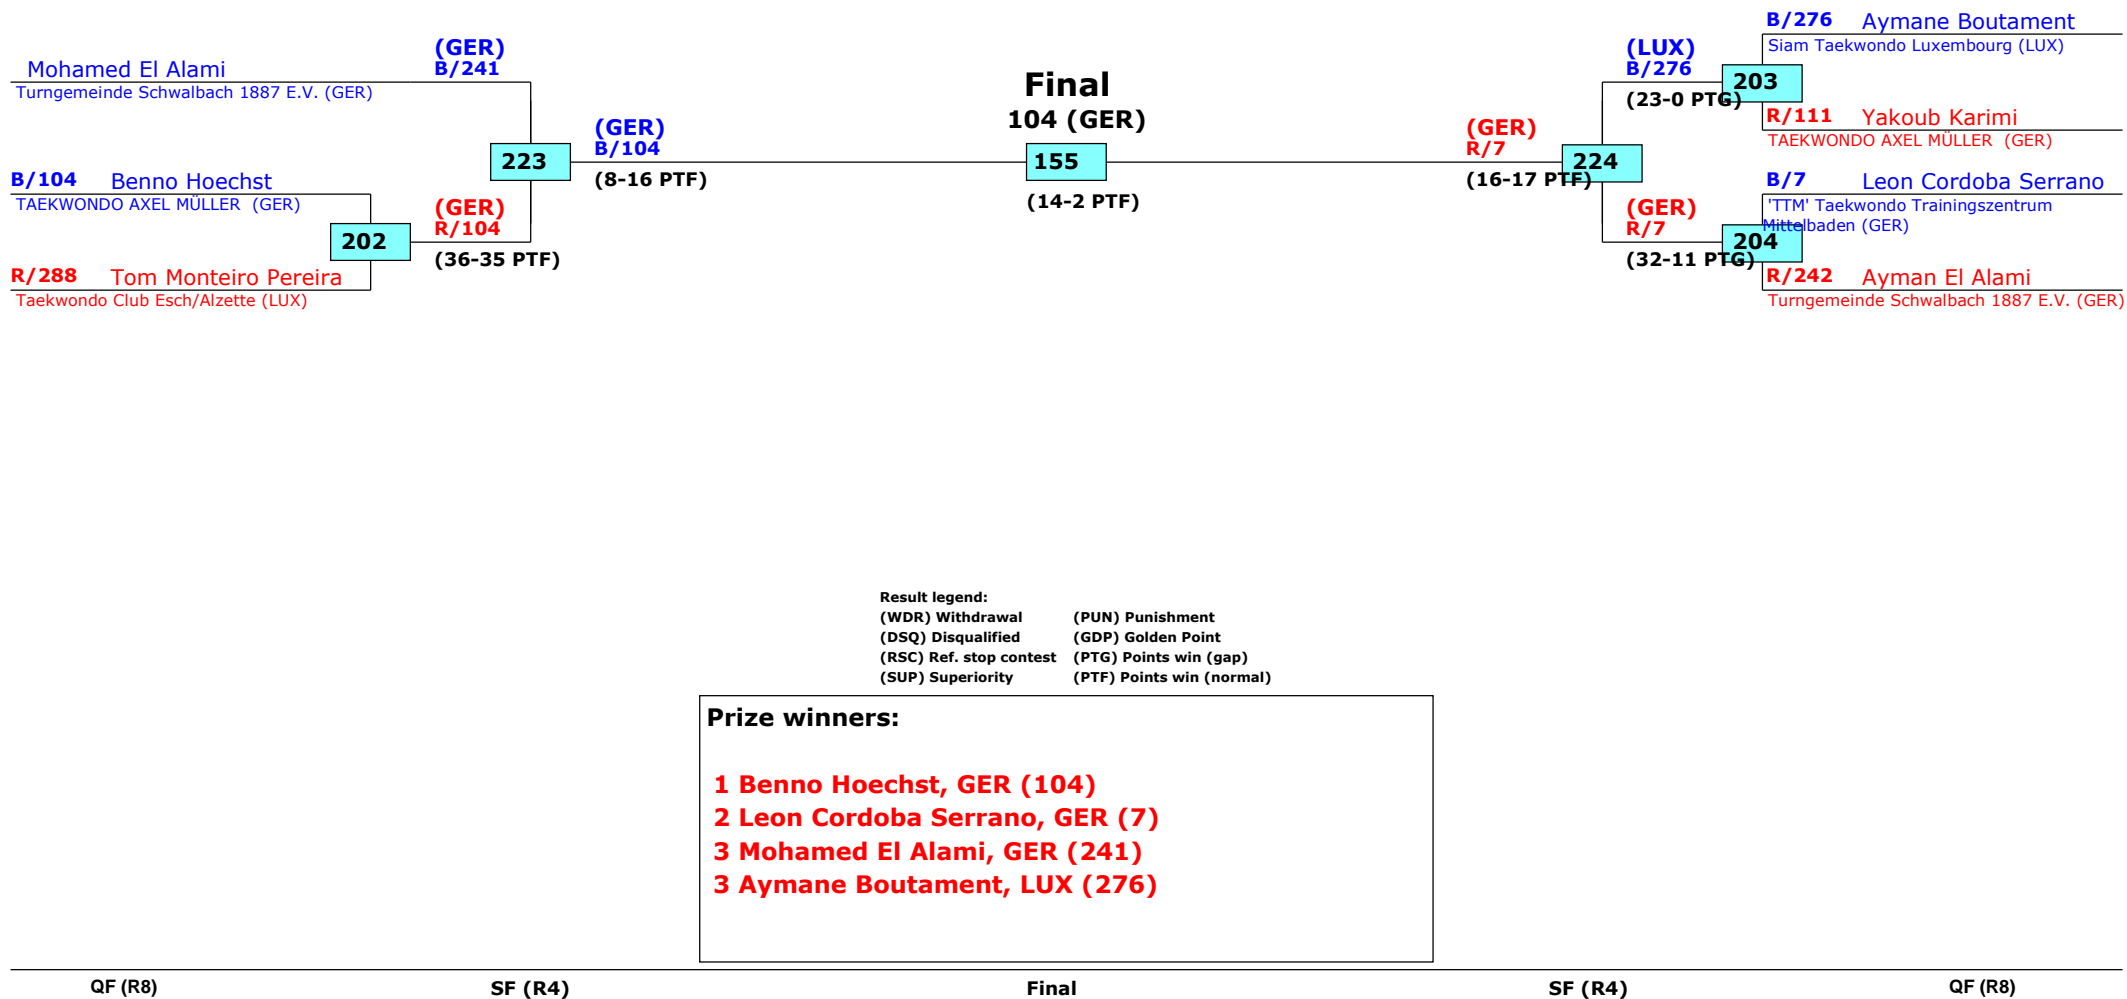 Mohamed El Alami
Turngemeinde Schwalbach 1887 E.V. (GER)
(GER)
B/241
223
B/104 Benno Hoechst
TAEKWONDO AXEL MÜLLER (GER)
202
R/288 Tom Monteiro Pereira
Taekwondo Club Esch/Alzette (LUX)
(GER)
R/104
(36-35 PTF)
(GER)
B/104
(8-16 PTF)
Final
104 (GER)
155
(14-2 PTF)
(GER)
R/7
(16-17 PTF)
224
(LUX)
B/276
(23-0 PTG)
203
B/276 Aymane Boutament
Siam Taekwondo Luxembourg (LUX)
R/111 Yakoub Karimi
TAEKWONDO AXEL MÜLLER (GER)
(GER)
R/7
(32-11 PTG)
204
B/7 Leon Cordoba Serrano
'TTM' Taekwondo Trainingszentrum
Mittelbaden (GER)
R/242 Ayman El Alami
Turngemeinde Schwalbach 1887 E.V. (GER)
Result legend:
(WDR) Withdrawal (PUN) Punishment
(DSQ) Disqualified (GDP) Golden Point
(RSC) Ref. stop contest (PTG) Points win (gap)
(SUP) Superiority (PTF) Points win (normal)
Prize winners:
1 Benno Hoechst, GER (104)
2 Leon Cordoba Serrano, GER (7)
3 Mohamed El Alami, GER (241)
3 Aymane Boutament, LUX (276)
QF (R8) SF (R4) Final SF (R4) QF (R8)